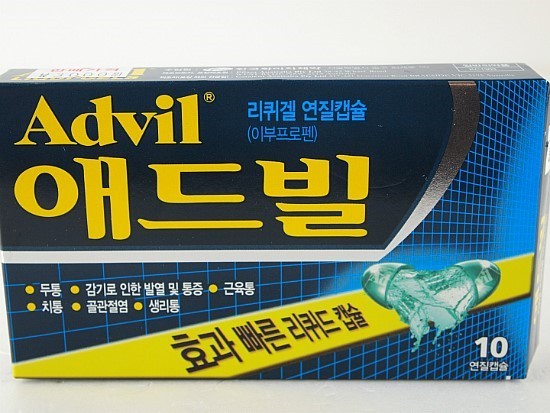 Advil®
리퀴겔 연질캡슐
(이부프로펜)
애드빌
• 두통 • 감기로 인한 발열 및 통증 • 근육통
• 치통 • 골관절염 • 생리통
효과 빠른 리퀴드 캡슐
10
연질캡슐